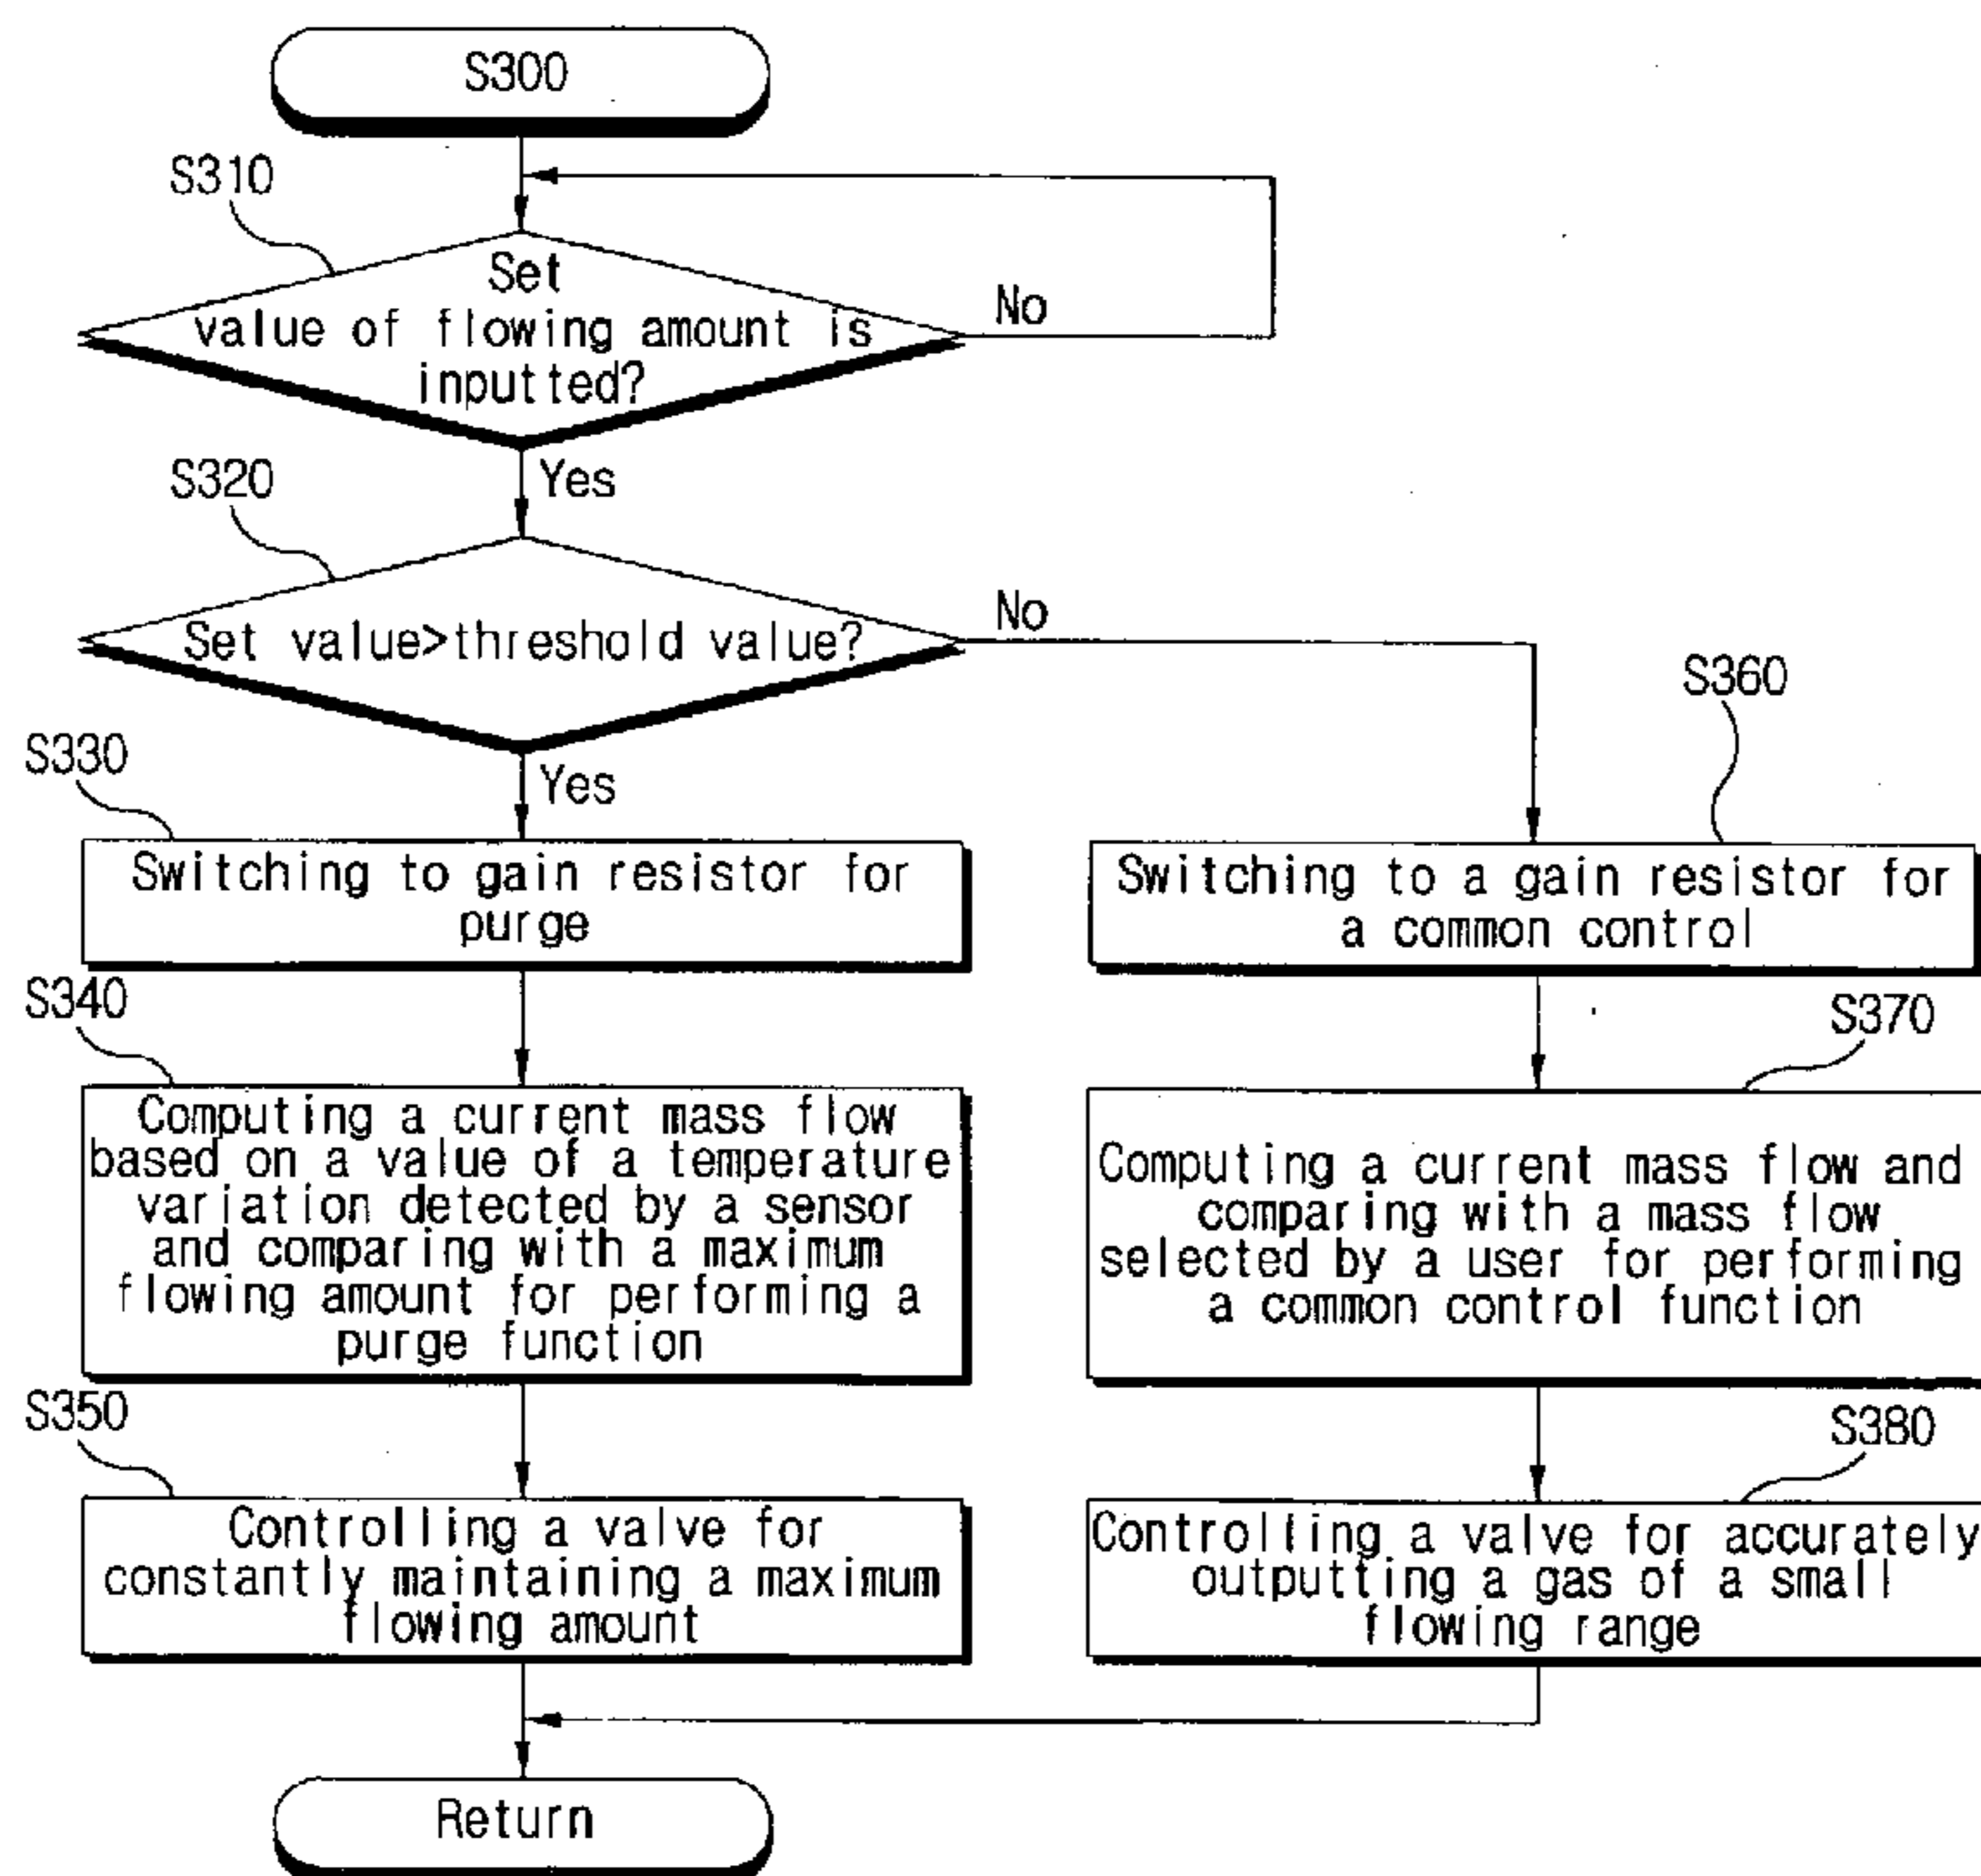 S300
S310
Set
value of flowing amount is
inputted?
No
Yes
S320
Set value>threshold value?
No
Yes
S330
Switching to gain resistor for
purge
S340
Computing a current mass flow
based on a value of a temperature
variation detected by a sensor
and comparing with a maximum
flowing amount for performing a
purge function
S350
Controlling a valve for
constantly maintaining a maximum
flowing amount
S360
Switching to a gain resistor for
a common control
S370
Computing a current mass flow and
comparing with a mass flow
selected by a user for performing
a common control function
S380
Controlling a valve for accurately
outputting a gas of a small
flowing range
Return